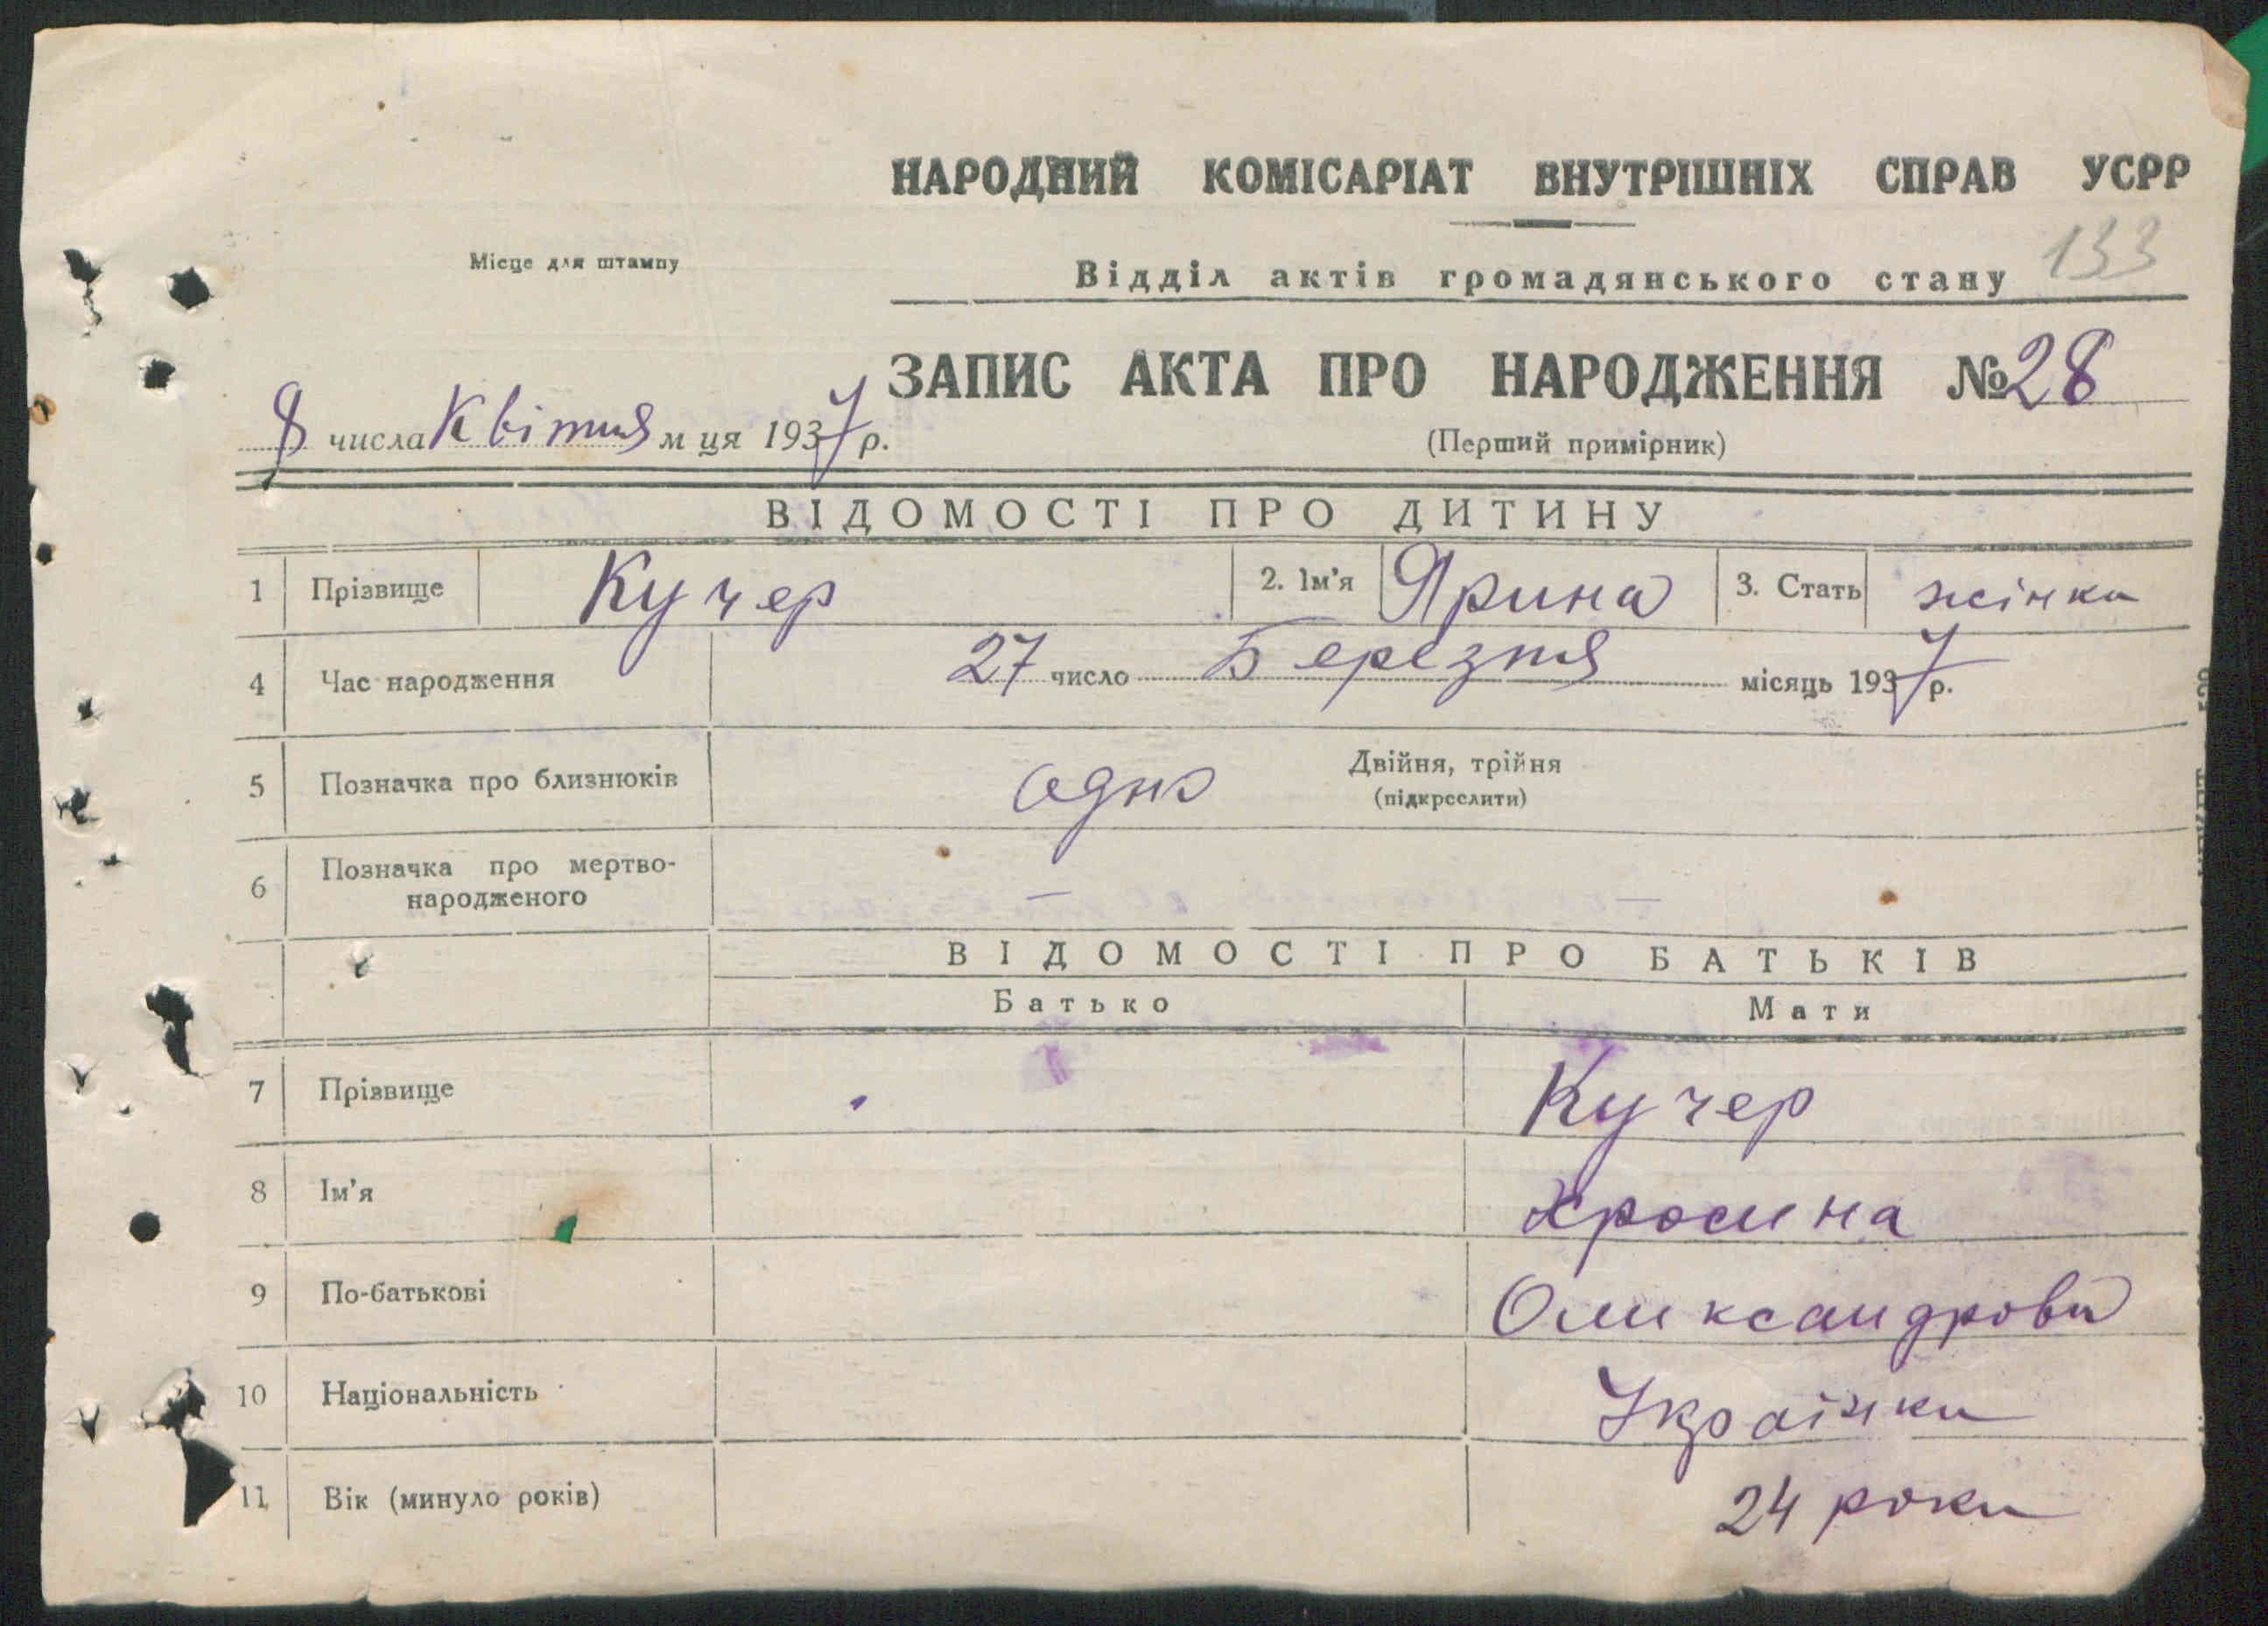 НАРОДНИЙ КОМІСАРІАТ ВНУТРІШНІХ СПРАВ УСРР
Місце для штампу
Відділ актів громадянського стану 133
ЗАПИС АКТА ПРО НАРОДЖЕННЯ №28
8 числа Квітня м ця 1937 р.
(Перший примірник)
ВІДОМОСТІ ПРО ДИТИНУ
1 Прізвище Кучер 2. Ім'я Ярина 3. Стать жінка
4 Час народження 27 число Березня місяць 1937 р.
5 Позначка про близнюків одно Двійня, трійня
(підкреслити)
6 Позначка про мертво-
народженого —
ВІДОМОСТІ ПРО БАТЬКІВ
Батько Мати
7 Прізвище Кучер
8 Ім'я
9 По-батькові Олександровна
10 Національність Українка
11 Вік (минуло років) 24 роки